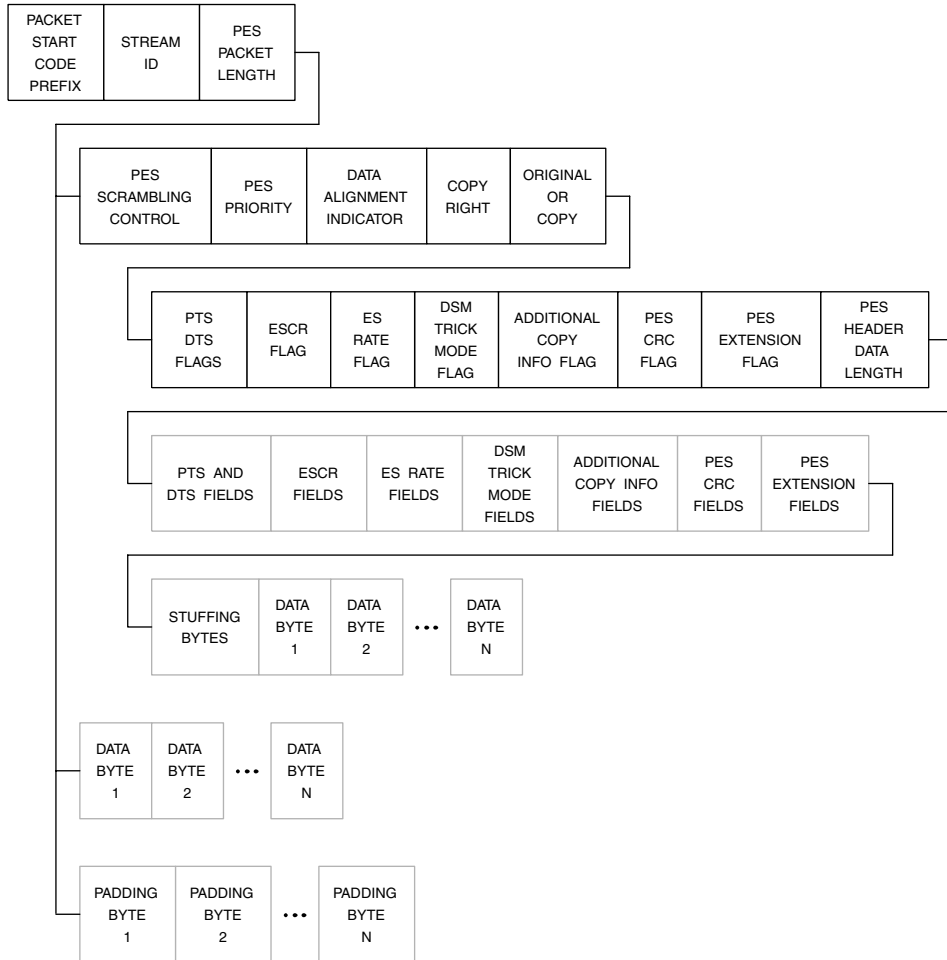 PACKET
START
CODE
PREFIX
STREAM
ID
PES
PACKET
LENGTH
PES
SCRAMBLING
CONTROL
PES
PRIORITY
DATA
ALIGNMENT
INDICATOR
COPY
RIGHT
ORIGINAL
OR
COPY
PTS
DTS
FLAGS
ESCR
FLAG
ES
RATE
FLAG
DSM
TRICK
MODE
FLAG
ADDITIONAL
COPY
INFO FLAG
PES
CRC
FLAG
PES
EXTENSION
FLAG
PES
HEADER
DATA
LENGTH
PTS AND
DTS FIELDS
ESCR
FIELDS
ES RATE
FIELDS
DSM
TRICK
MODE
FIELDS
ADDITIONAL
COPY INFO
FIELDS
PES
CRC
FIELDS
PES
EXTENSION
FIELDS
STUFFING
BYTES
DATA
BYTE
1
DATA
BYTE
2
...
DATA
BYTE
N
DATA
BYTE
1
DATA
BYTE
2
...
DATA
BYTE
N
PADDING
BYTE
1
PADDING
BYTE
2
...
PADDING
BYTE
N